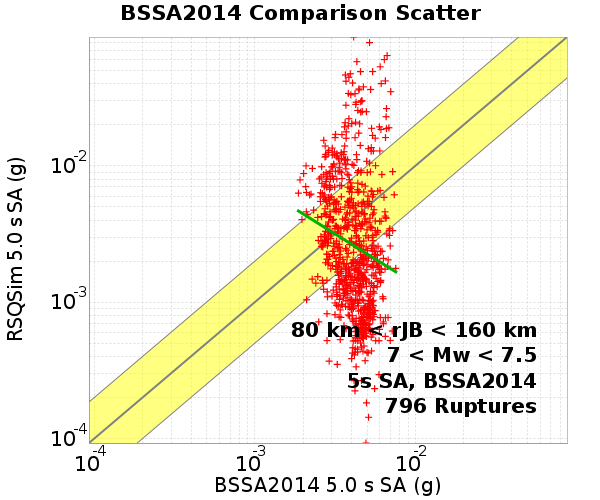 BSSA2014 Comparison Scatter
RSQSim 5.0 s SA (g)
10-2
10-3
10-4
80 km < rJB < 160 km
7 < Mw < 7.5
5s SA, BSSA2014
796 Ruptures
10-4 10-3 10-2
BSSA2014 5.0 s SA (g)